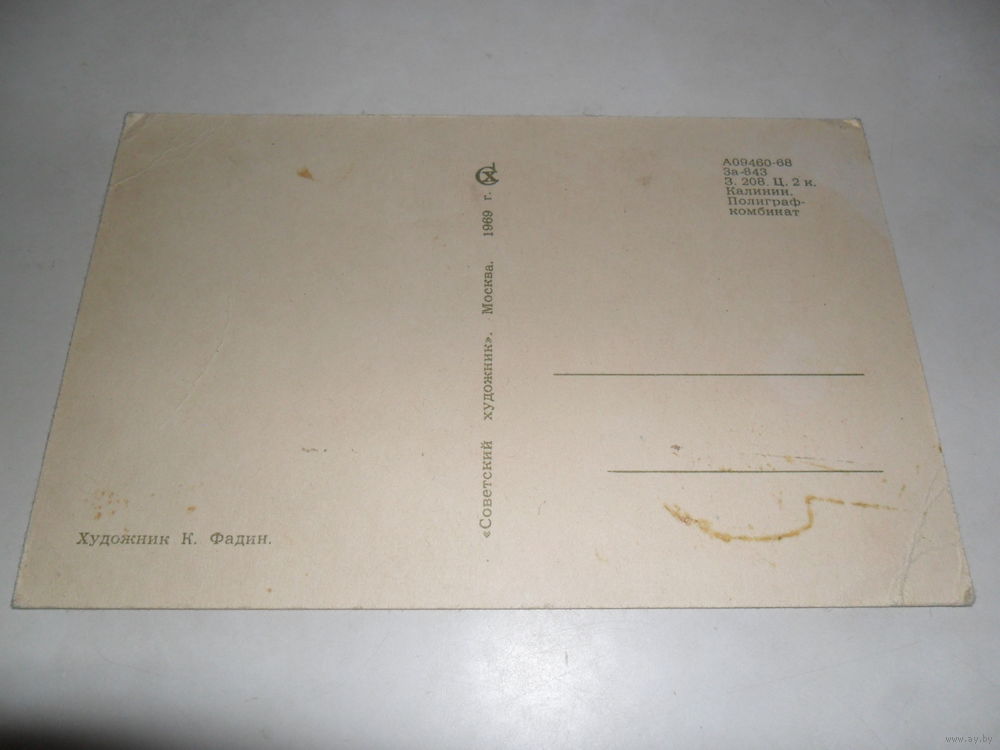 А09460-68
За-843
З. 208. Ц. 2 к.
Калинин.
Полиграф-
комбинат
«Советский художник». Москва. 1969 г.
Художник К. Фадин.
www.ay.by